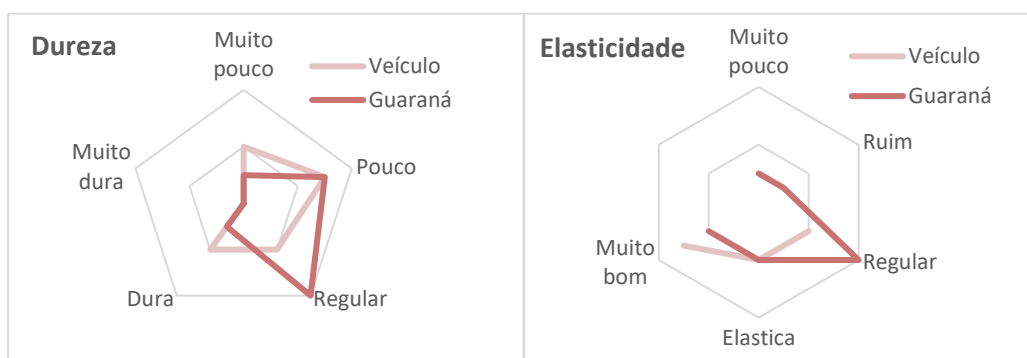 Dureza
Muito
pouco
Veículo
Guaraná
Muito
dura
Pouco
Dura
Regular
Elasticidade
Muito
pouco
Veículo
Guaraná
Ruim
Muito
bom
Regular
Elastica